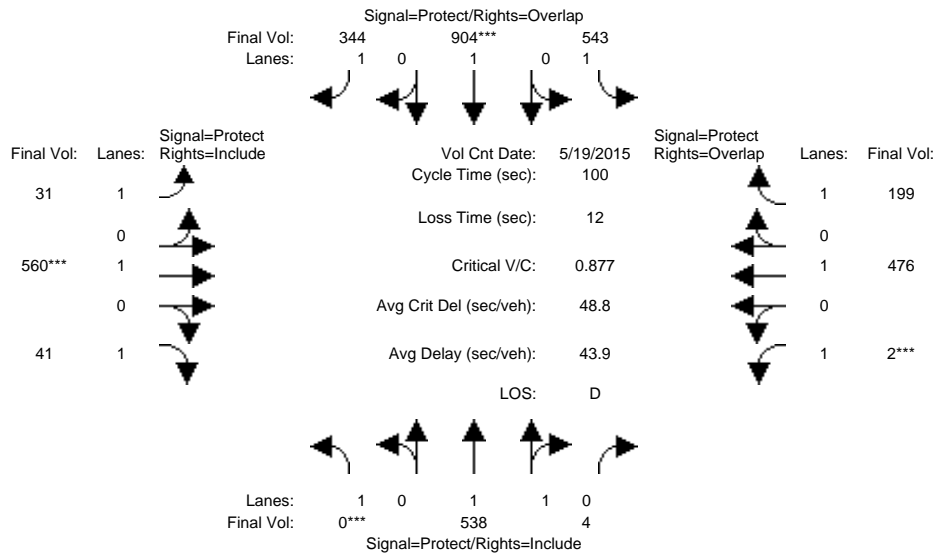 Signal=Protect/Rights=Overlap
Final Vol: 344 904*** 543
Lanes: 1 0 1 0 1
Signal=Protect Signal=Protect
Final Vol: Lanes: Rights=Include Vol Cnt Date: 5/19/2015 Rights=Overlap Lanes: Final Vol:
Cycle Time (sec): 100
31 1 1 199
Loss Time (sec): 12
0 0
560*** 1 Critical V/C: 0.877 1 476
0 Avg Crit Del (sec/veh): 48.8 0
41 1 Avg Delay (sec/veh): 43.9 1 2***
LOS: D
Lanes: 1 0 1 1 0
Final Vol: 0*** 538 4
Signal=Protect/Rights=Include